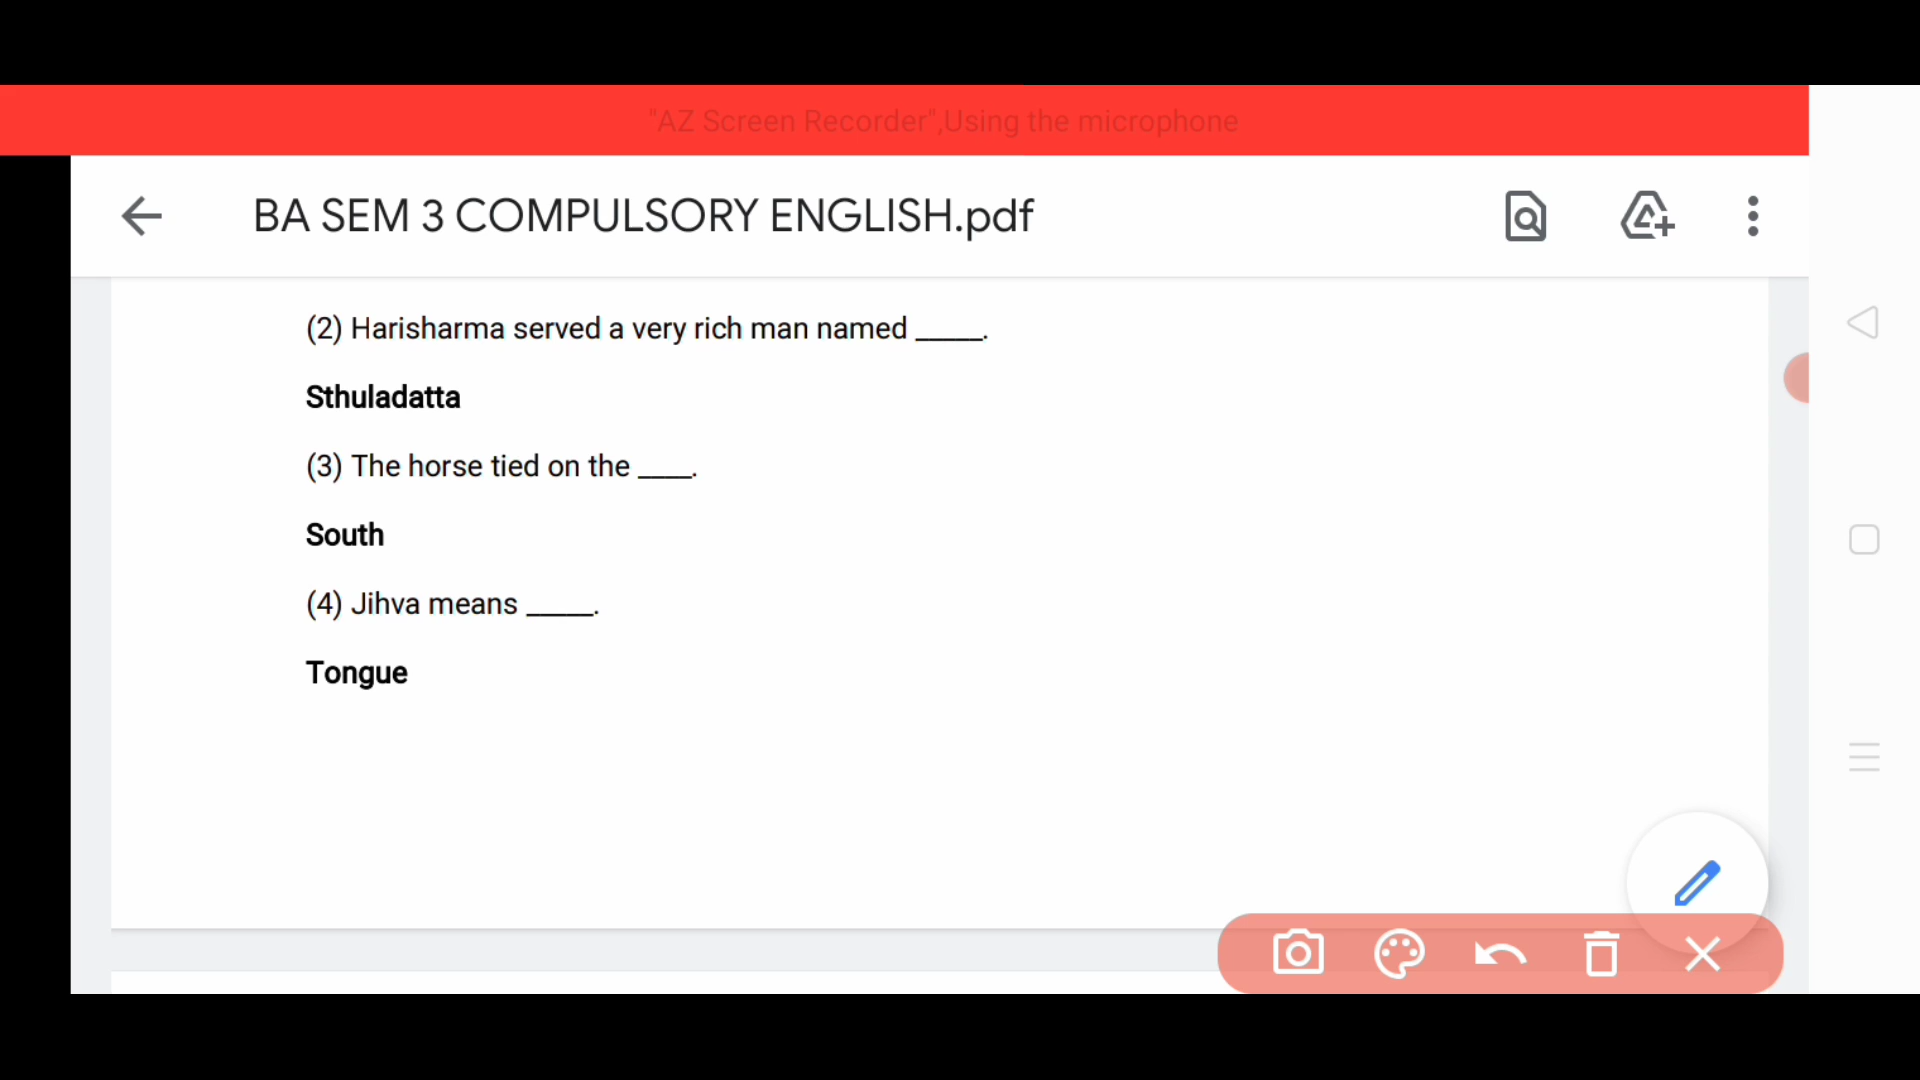 "AZ Screen Recorder",Using the microphone
BA SEM 3 COMPULSORY ENGLISH.pdf
(2) Harisharma served a very rich man named _____.
Sthuladatta
(3) The horse tied on the ____.
South
(4) Jihva means _____.
Tongue